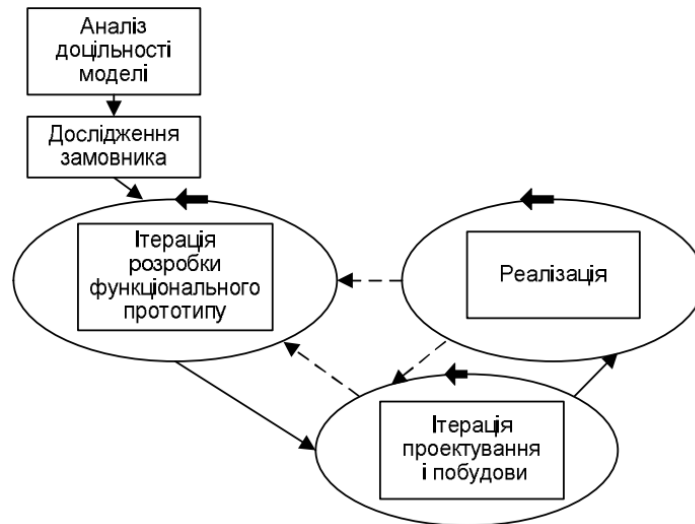 Аналіз
доцільності
моделі
Дослідження
замовника
Ітерація
розробки
функціонального
прототипу
Реалізація
Ітерація
проектування
і побудови